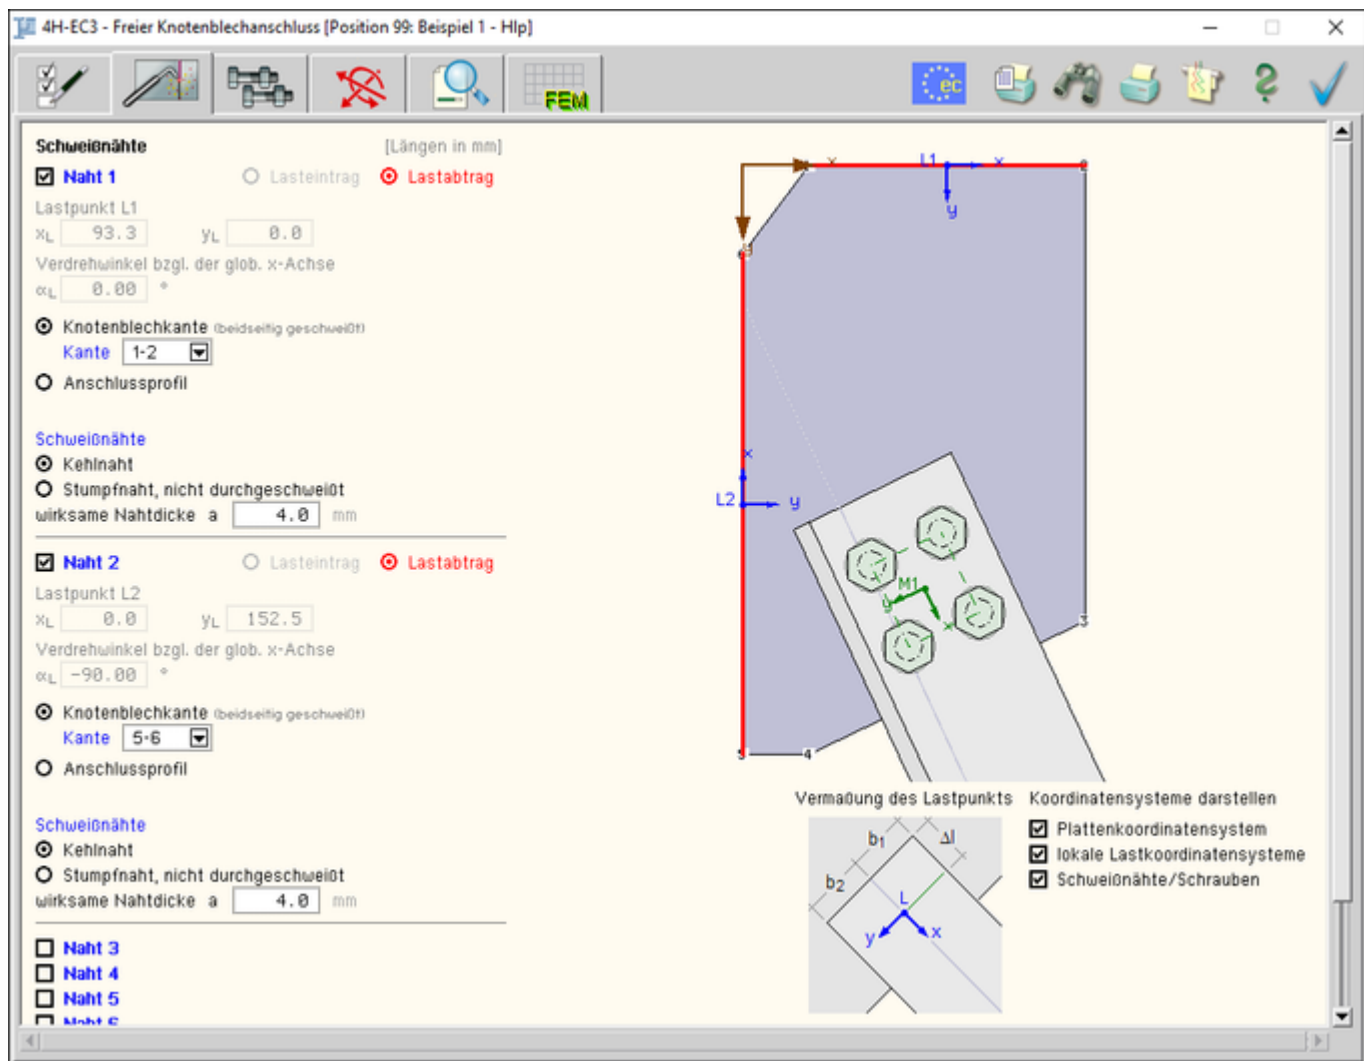 4H-EC3 - Freier Knotenblechanschluss [Position 99: Beispiel 1 - Hlp]
FEM
ec
Schweißnähte [Längen in mm]
Naht 1 Lasteintrag Lastabtrag
Lastpunkt L1
xL 93.3 yL 0.0
Verdrehwinkel bzgl. der glob. x-Achse
αL 0.00 °
Knotenblechkante (beidseitig geschweißt)
Kante 1-2
Anschlussprofil
Schweißnähte
Kehlnaht
Stumpfnaht, nicht durchgeschweißt
wirksame Nahtdicke a 4.0 mm
Naht 2 Lasteintrag Lastabtrag
Lastpunkt L2
xL 0.0 yL 152.5
Verdrehwinkel bzgl. der glob. x-Achse
αL -90.00 °
Knotenblechkante (beidseitig geschweißt)
Kante 5-6
Anschlussprofil
Schweißnähte
Kehlnaht
Stumpfnaht, nicht durchgeschweißt
wirksame Nahtdicke a 4.0 mm
Naht 3
Naht 4
Naht 5
Naht 6
x L1 x 2
y
y
x
L2 y
M1
y
x
3
5 4
Vermaßung des Lastpunkts Koordinatensysteme darstellen
b1 Δl
b2
L
y x
Plattenkoordinatensystem
lokale Lastkoordinatensysteme
Schweißnähte/Schrauben